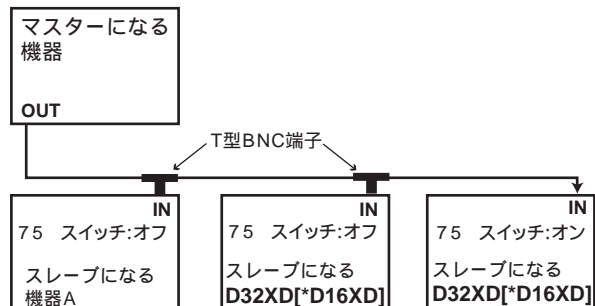 マスターになる
機器
OUT
T型BNC端子
IN
75 スイッチ:オフ
スレーブになる
機器A
IN
75 スイッチ:オフ
スレーブになる
D32XD[*D16XD]
IN
75 スイッチ:オン
スレーブになる
D32XD[*D16XD]